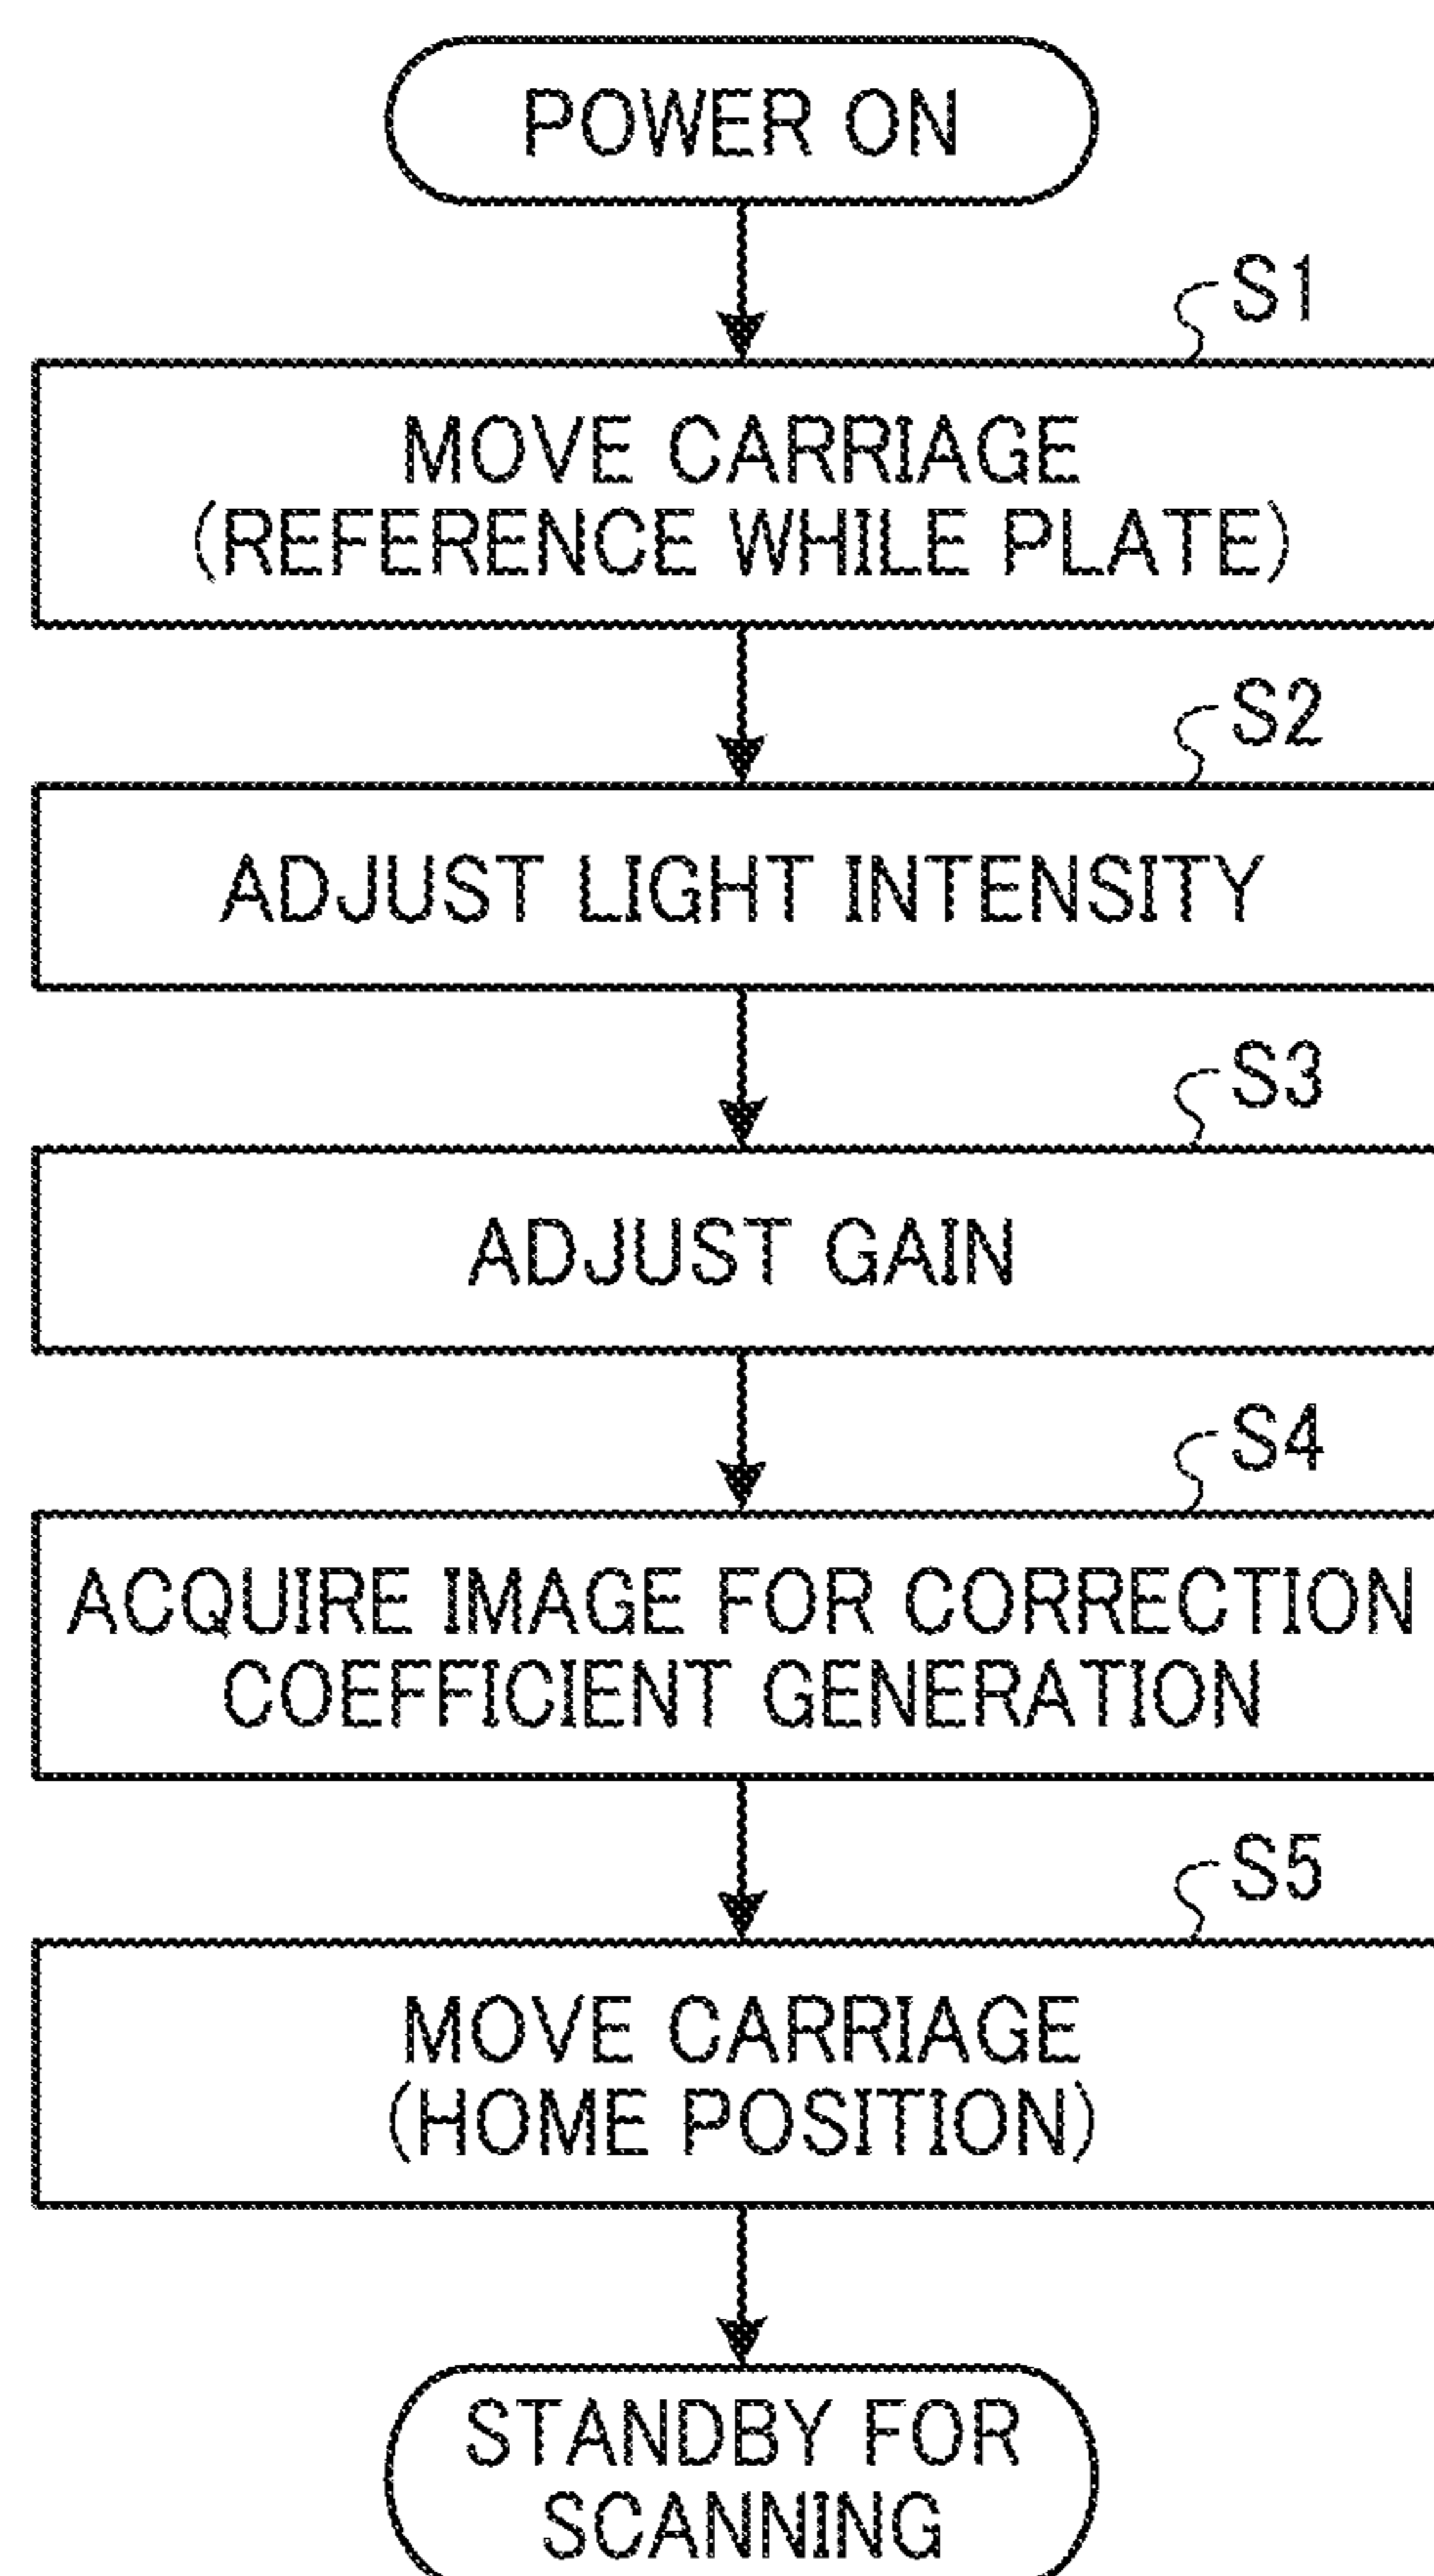 POWER ON
S1
MOVE CARRIAGE
(REFERENCE WHILE PLATE)
S2
ADJUST LIGHT INTENSITY
S3
ADJUST GAIN
S4
ACQUIRE IMAGE FOR CORRECTION
COEFFICIENT GENERATION
S5
MOVE CARRIAGE
(HOME POSITION)
STANDBY FOR
SCANNING